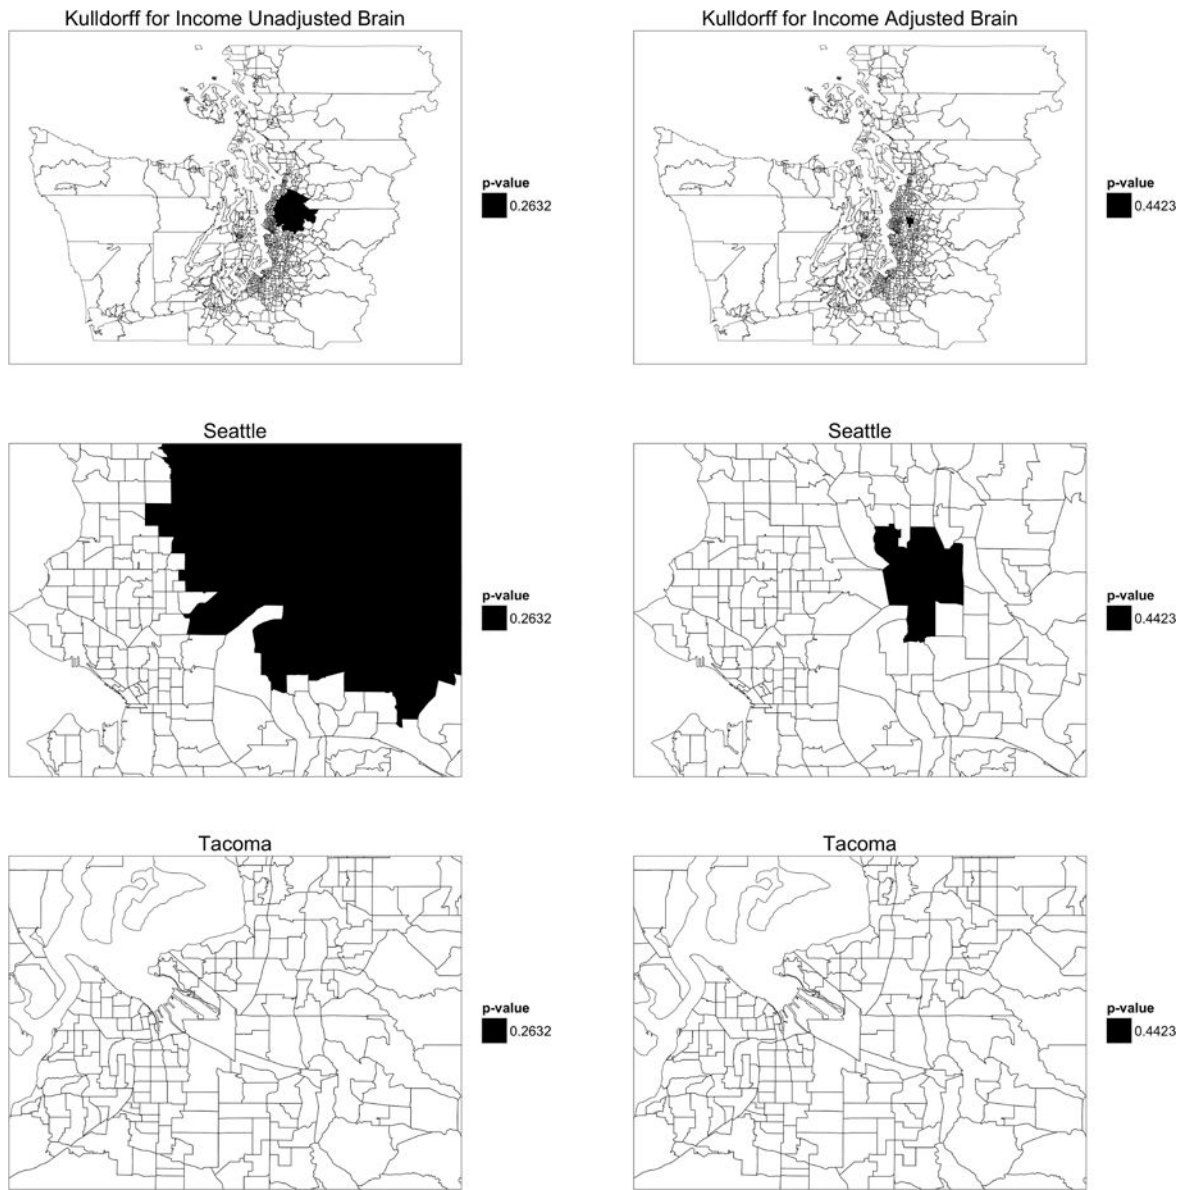 Kulldorff for Income Unadjusted Brain
p-value
0.2632
Kulldorff for Income Adjusted Brain
p-value
0.4423
Seattle
p-value
0.2632
Seattle
p-value
0.4423
Tacoma
p-value
0.2632
Tacoma
p-value
0.4423